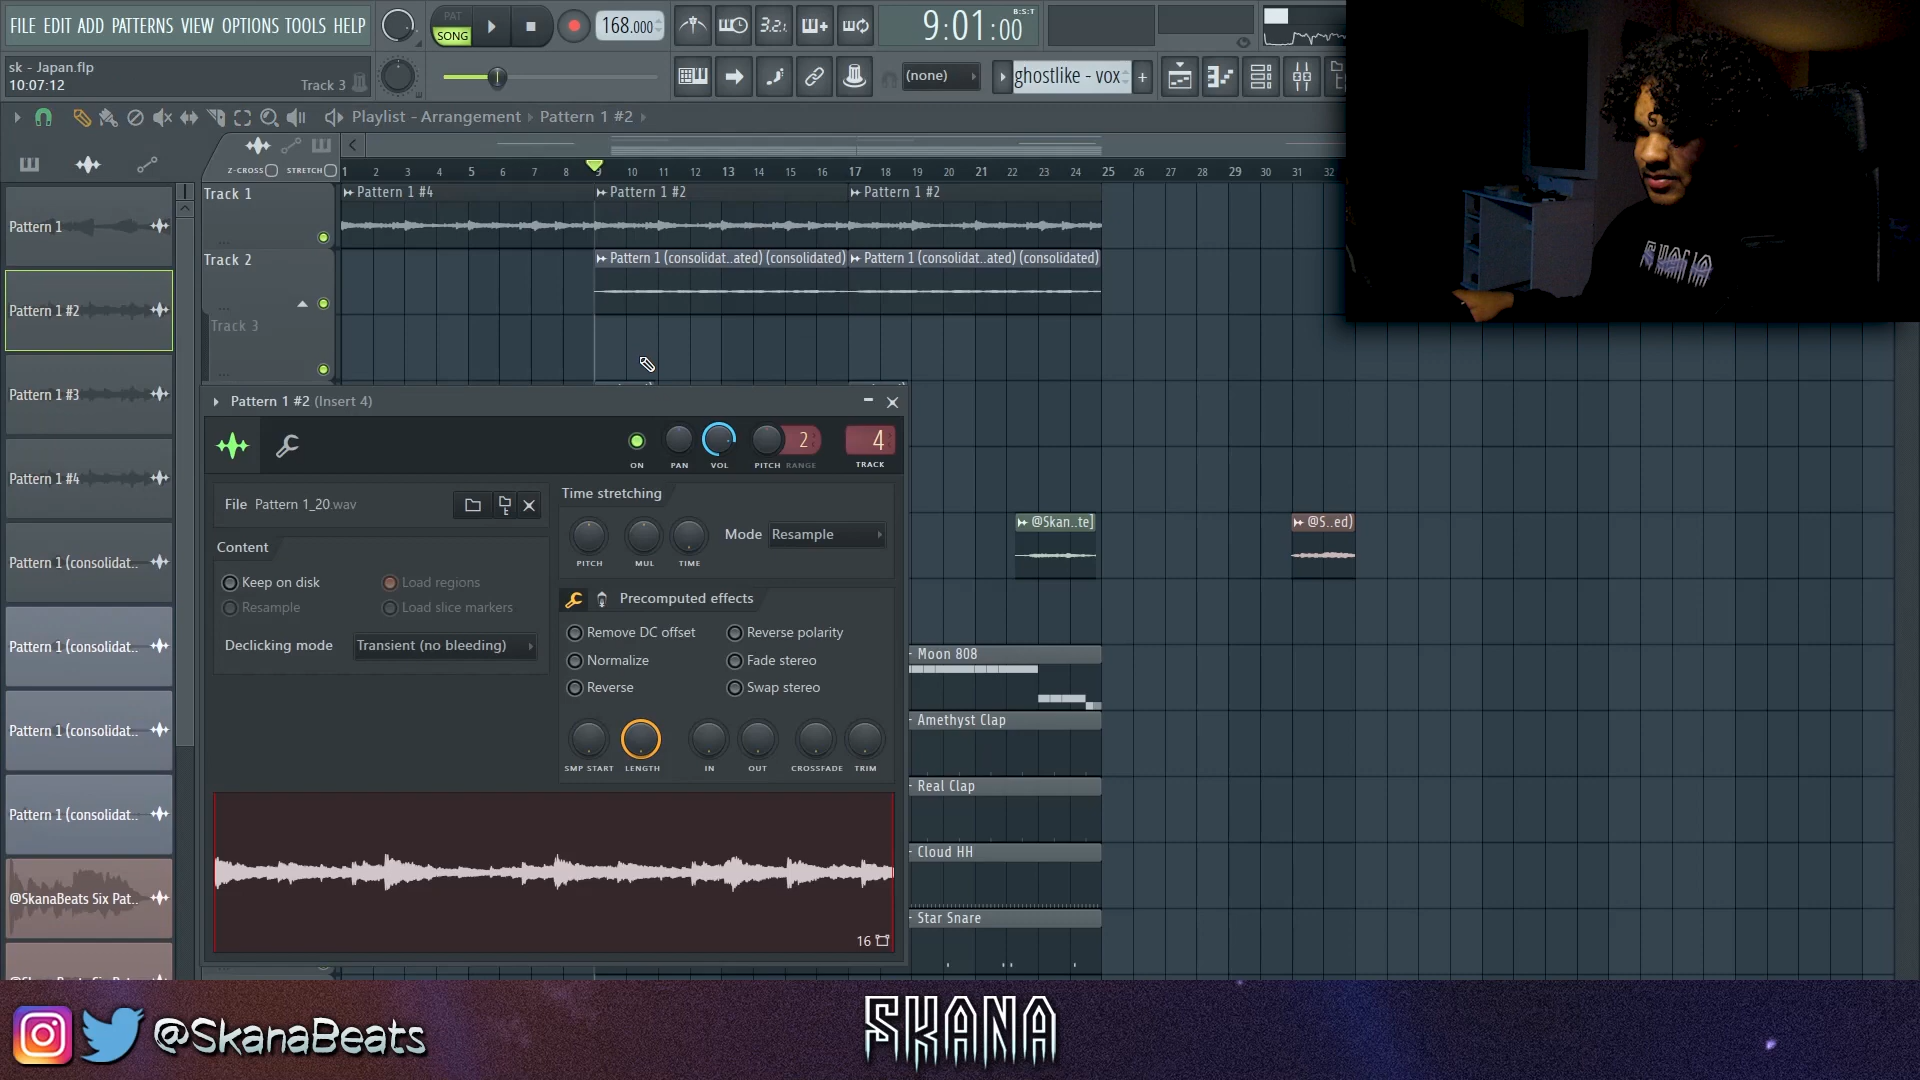 FILE EDIT ADD PATTERNS VIEW OPTIONS TOOLS HELP
PAT
SONG
168.000
3.2.
9:01:00
B:S:T
sk - Japan.flp
10:07:12
Track 3
(none)
ghostlike - vox
+
Playlist - Arrangement › Pattern 1 #2 ›
Z-CROSS STRETCH
1 2 3 4 5 6 7 8 9 10 11 12 13 14 15 16 17 18 19 20 21 22 23 24 25 26 27 28 29 30 31 32
Track 1
Pattern 1 #4
Pattern 1 #2
Pattern 1 #2
Track 2
Pattern 1 (consolidat..ated) (consolidated)
Pattern 1 (consolidat..ated) (consolidated)
Track 3
Pattern 1
Pattern 1 #2
Pattern 1 #3
Pattern 1 #4
Pattern 1 (consolidat..
Pattern 1 (consolidat..
Pattern 1 (consolidat..
Pattern 1 (consolidat..
@SkanaBeats Six Pat..
Pattern 1 #2 (Insert 4)
2
4
ON PAN VOL PITCH RANGE TRACK
File Pattern 1_20.wav
Time stretching
PITCH MUL TIME
Mode Resample
Content
Keep on disk
Load regions
Resample
Load slice markers
Declicking mode Transient (no bleeding)
Precomputed effects
Remove DC offset
Reverse polarity
Normalize
Fade stereo
Reverse
Swap stereo
SMP START LENGTH IN OUT CROSSFADE TRIM
16
@Skan..te]
@S..ed)
Moon 808
Amethyst Clap
Real Clap
Cloud HH
Star Snare
SKANA
@SkanaBeats
SKANA